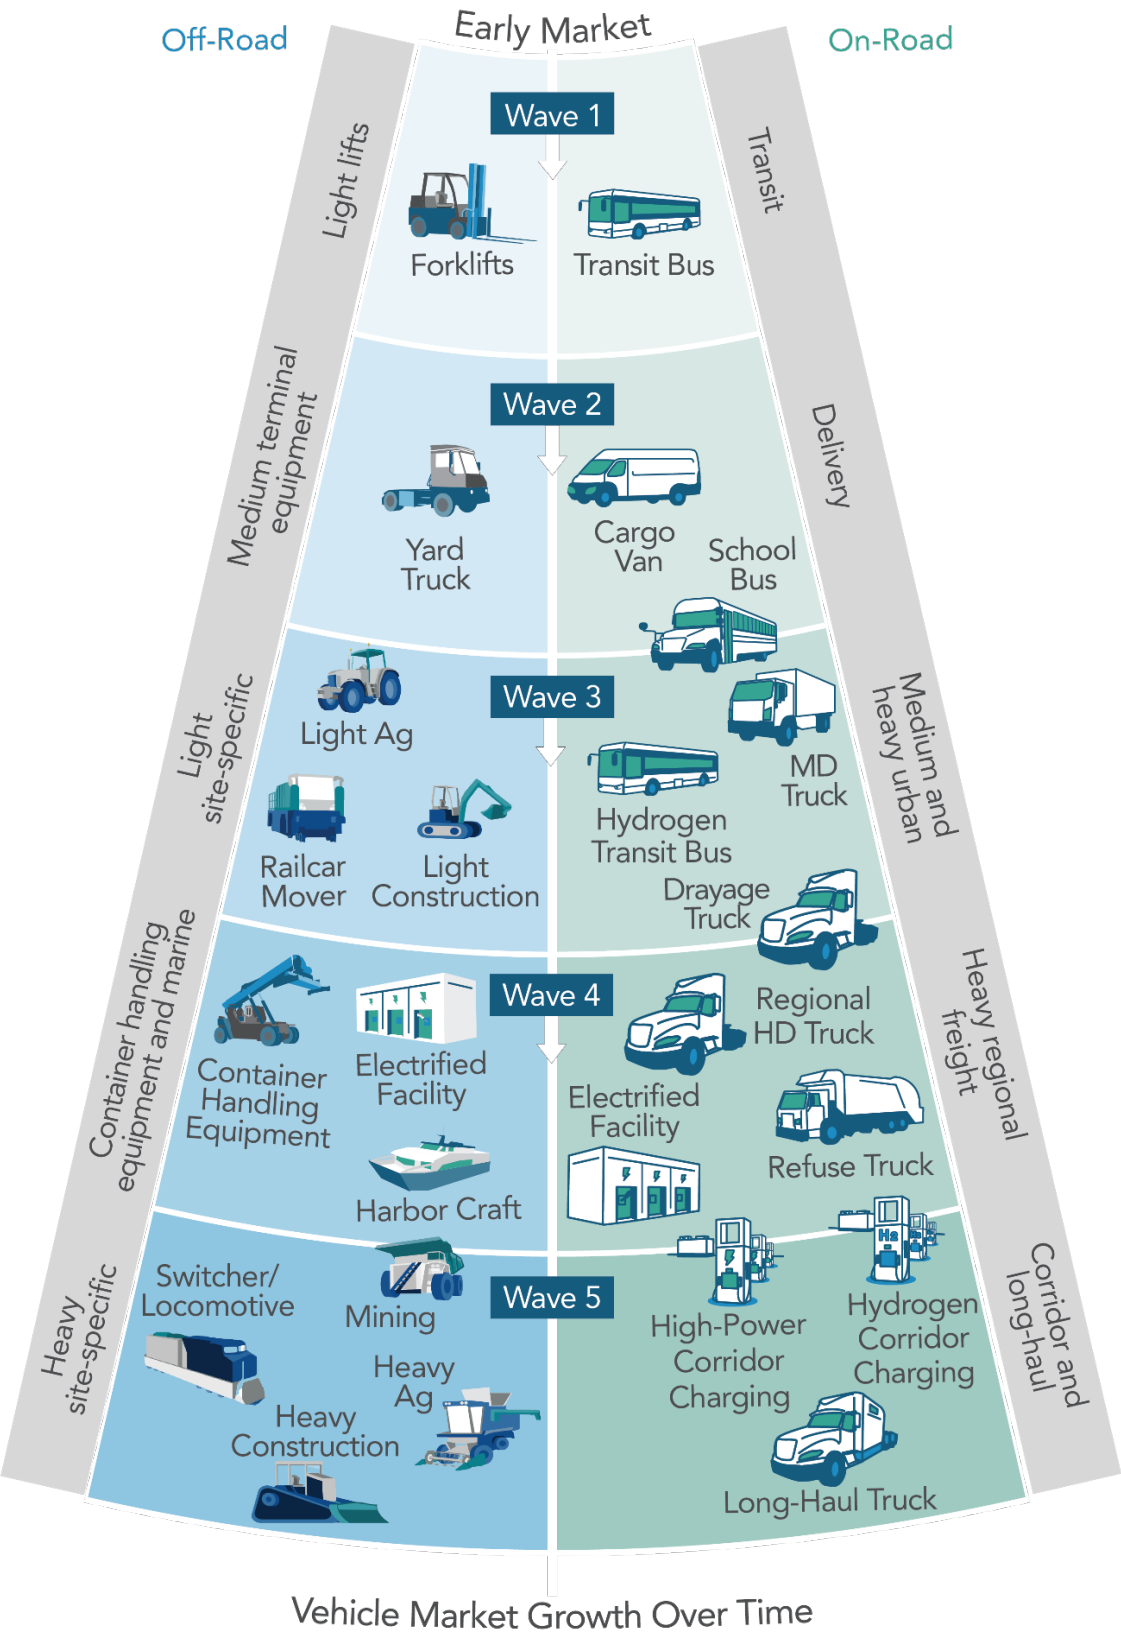 Early Market
Off-Road
On-Road
Wave 1
Light lifts
Transit
Forklifts
Transit Bus
Wave 2
Medium terminal
equipment
Delivery
Yard
Truck
Cargo
Van
School
Bus
Wave 3
Light
site-specific
Medium and
heavy urban
Light Ag
Railcar
Mover
Light
Construction
MD
Truck
Hydrogen
Transit Bus
Drayage
Truck
Wave 4
Container handling
equipment and marine
Heavy regional
freight
Container
Handling
Equipment
Electrified
Facility
Harbor Craft
Regional
HD Truck
Electrified
Facility
Refuse Truck
Wave 5
Heavy
site-specific
Corridor and
long-haul
Switcher/
Locomotive
Mining
Heavy
Ag
Heavy
Construction
H2
High-Power
Corridor
Charging
Hydrogen
Corridor
Charging
Long-Haul Truck
Vehicle Market Growth Over Time